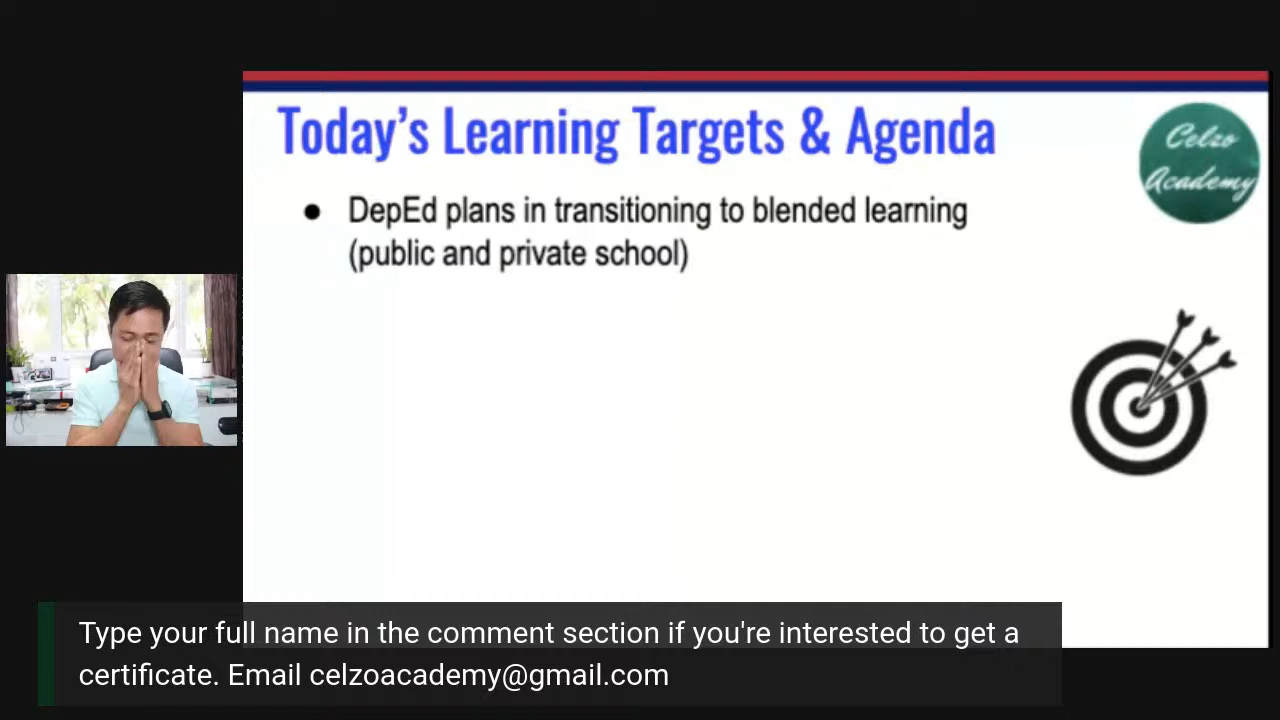 Today's Learning Targets & Agenda
Celzo
Academy
● DepEd plans in transitioning to blended learning
(public and private school)
Type your full name in the comment section if you're interested to get a
certificate. Email celzoacademy@gmail.com